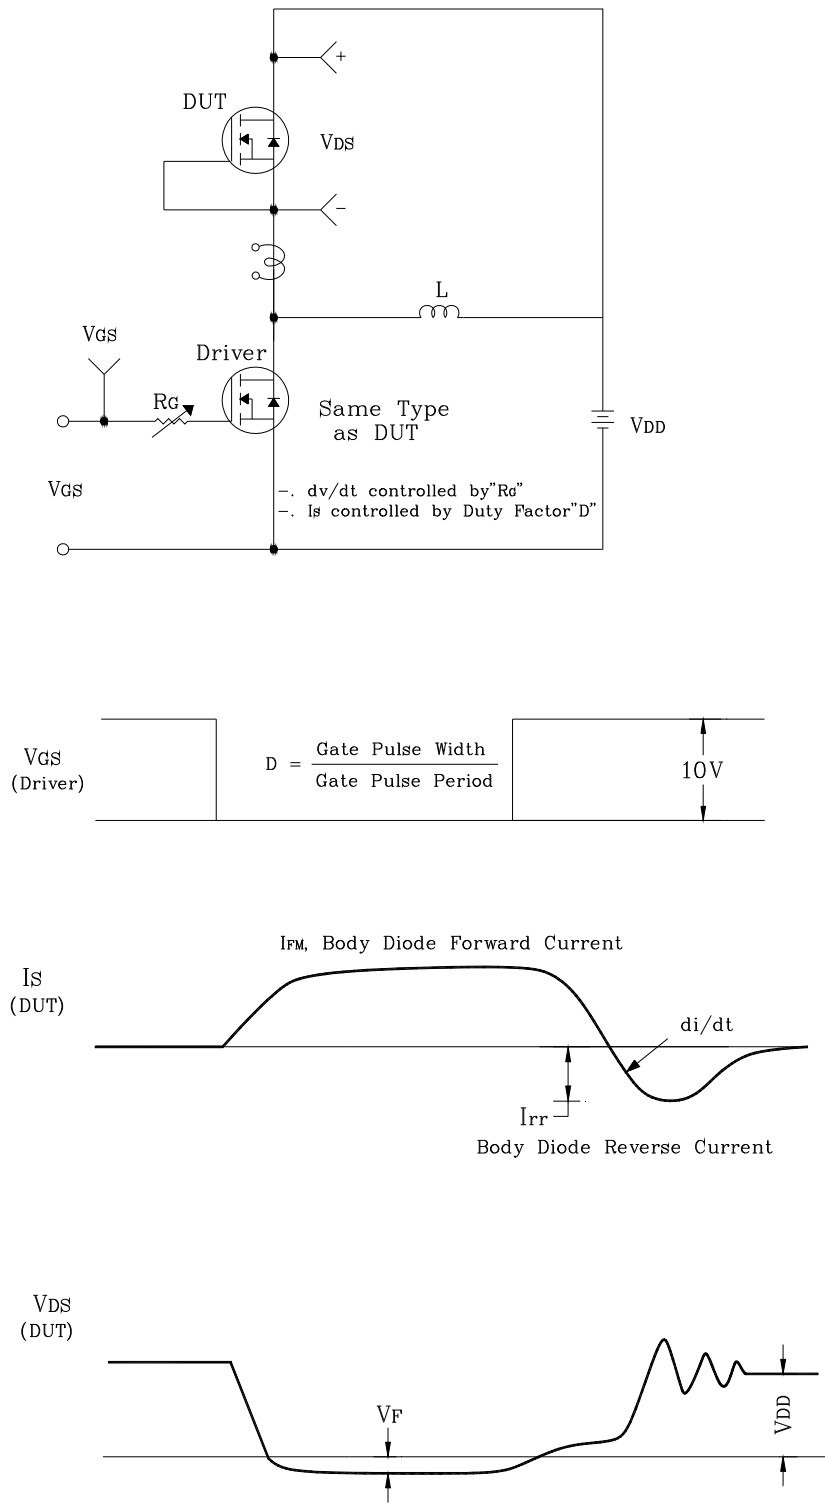 +
DUT
VDS
-
L
VGS
Driver
RG
Same Type
as DUT
VDD
VGS
-. dv/dt controlled by"RG"
-. Is controlled by Duty Factor"D"
VGS
(Driver)
D = Gate Pulse Width
Gate Pulse Period
10V
IFM, Body Diode Forward Current
IS
(DUT)
di/dt
Irr
Body Diode Reverse Current
VDS
(DUT)
VF
VDD